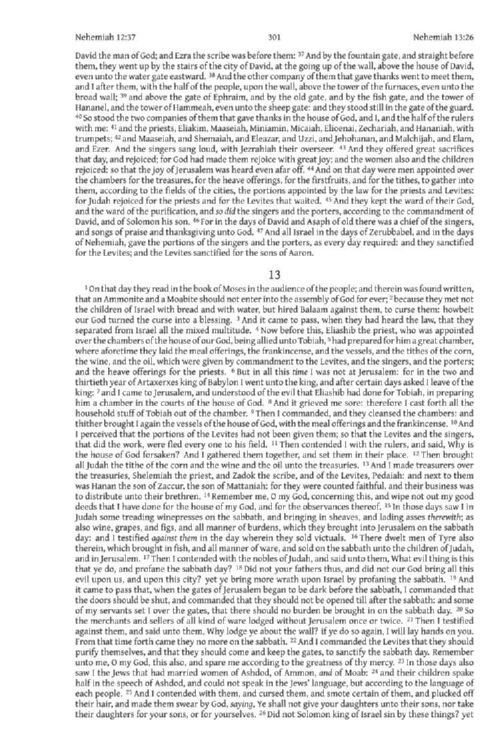 Nehemiah 12:37 301 Nehemiah 13:26
David the man of God; and Ezra the scribe was before them: 37 And by the fountain gate, and straight before
them, they went up by the stairs of the city of David, at the going up of the wall, above the house of David,
even unto the water gate eastward. 38 And the other company of them that gave thanks went to meet them,
and I after them, with the half of the people, upon the wall, above the tower of the furnaces, even unto the
broad wall; 39 and above the gate of Ephraim, and by the old gate, and by the fish gate, and the tower of
Hananel, and the tower of Hammeah, even unto the sheep gate: and they stood still in the gate of the guard.
40 So stood the two companies of them that gave thanks in the house of God, and I, and the half of the rulers
with me: 41 and the priests, Eliakim, Maaseiah, Miniamin, Micaiah, Elioenai, Zechariah, and Hananiah, with
trumpets; 42 and Maaseiah, and Shemaiah, and Eleazar, and Uzzi, and Jehohanan, and Malchijah, and Elam,
and Ezer. And the singers sang loud, with Jezrahiah their overseer. 43 And they offered great sacrifices
that day, and rejoiced; for God had made them rejoice with great joy; and the women also and the children
rejoiced: so that the joy of Jerusalem was heard even afar off. 44 And on that day were men appointed over
the chambers for the treasures, for the heave offerings, for the firstfruits, and for the tithes, to gather into
them, according to the fields of the cities, the portions appointed by the law for the priests and Levites:
for Judah rejoiced for the priests and for the Levites that waited. 45 And they kept the ward of their God,
and the ward of the purification, and so did the singers and the porters, according to the commandment of
David, and of Solomon his son. 46 For in the days of David and Asaph of old there was a chief of the singers,
and songs of praise and thanksgiving unto God. 47 And all Israel in the days of Zerubbabel, and in the days
of Nehemiah, gave the portions of the singers and the porters, as every day required: and they sanctified
for the Levites; and the Levites sanctified for the sons of Aaron.
13
1 On that day they read in the book of Moses in the audience of the people; and therein was found written,
that an Ammonite and a Moabite should not enter into the assembly of God for ever; 2 because they met not
the children of Israel with bread and with water, but hired Balaam against them, to curse them: howbeit
our God turned the curse into a blessing. 3 And it came to pass, when they had heard the law, that they
separated from Israel all the mixed multitude. 4 Now before this, Eliashib the priest, who was appointed
over the chambers of the house of our God, being allied unto Tobiah, 5 had prepared for him a great chamber,
where aforetime they laid the meal offerings, the frankincense, and the vessels, and the tithes of the corn,
the wine, and the oil, which were given by commandment to the Levites, and the singers, and the porters;
and the heave offerings for the priests. 6 But in all this time I was not at Jerusalem: for in the two and
thirtieth year of Artaxerxes king of Babylon I went unto the king, and after certain days asked I leave of the
king: 7 and I came to Jerusalem, and understood of the evil that Eliashib had done for Tobiah, in preparing
him a chamber in the courts of the house of God. 8 And it grieved me sore: therefore I cast forth all the
household stuff of Tobiah out of the chamber. 9 Then I commanded, and they cleansed the chambers: and
thither brought I again the vessels of the house of God, with the meal offerings and the frankincense. 10 And
I perceived that the portions of the Levites had not been given them; so that the Levites and the singers,
that did the work, were fled every one to his field. 11 Then contended I with the rulers, and said, Why is
the house of God forsaken? And I gathered them together, and set them in their place. 12 Then brought
all Judah the tithe of the corn and the wine and the oil unto the treasuries. 13 And I made treasurers over
the treasuries, Shelemiah the priest, and Zadok the scribe, and of the Levites, Pedaiah: and next to them
was Hanan the son of Zaccur, the son of Mattaniah: for they were counted faithful, and their business was
to distribute unto their brethren. 14 Remember me, O my God, concerning this, and wipe not out my good
deeds that I have done for the house of my God, and for the observances thereof. 15 In those days saw I in
Judah some treading winepresses on the sabbath, and bringing in sheaves, and lading asses therewith; as
also wine, grapes, and figs, and all manner of burdens, which they brought into Jerusalem on the sabbath
day: and I testified against them in the day wherein they sold victuals. 16 There dwelt men of Tyre also
therein, which brought in fish, and all manner of ware, and sold on the sabbath unto the children of Judah,
and in Jerusalem. 17 Then I contended with the nobles of Judah, and said unto them, What evil thing is this
that ye do, and profane the sabbath day? 18 Did not your fathers thus, and did not our God bring all this
evil upon us, and upon this city? yet ye bring more wrath upon Israel by profaning the sabbath. 19 And
it came to pass that, when the gates of Jerusalem began to be dark before the sabbath, I commanded that
the doors should be shut, and commanded that they should not be opened till after the sabbath: and some
of my servants set I over the gates, that there should no burden be brought in on the sabbath day. 20 So
the merchants and sellers of all kind of ware lodged without Jerusalem once or twice. 21 Then I testified
against them, and said unto them, Why lodge ye about the wall? if ye do so again, I will lay hands on you.
From that time forth came they no more on the sabbath. 22 And I commanded the Levites that they should
purify themselves, and that they should come and keep the gates, to sanctify the sabbath day. Remember
unto me, O my God, this also, and spare me according to the greatness of thy mercy. 23 In those days also
saw I the Jews that had married women of Ashdod, of Ammon, and of Moab: 24 and their children spake
half in the speech of Ashdod, and could not speak in the Jews' language, but according to the language of
each people. 25 And I contended with them, and cursed them, and smote certain of them, and plucked off
their hair, and made them swear by God, saying, Ye shall not give your daughters unto their sons, nor take
their daughters for your sons, or for yourselves. 26 Did not Solomon king of Israel sin by these things? yet